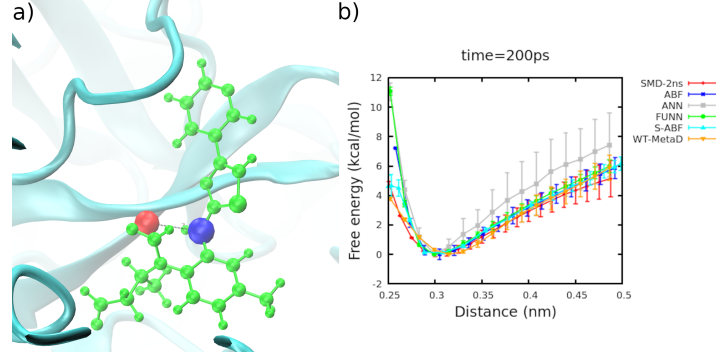 a)
b)
time=200ps
Free energy (kcal/mol)
12
10
8
6
4
2
0
-2
0.25
0.3
0.35
0.4
0.45
0.5
Distance (nm)
SMD-2ns
ABF
ANN
FUNN
S-ABF
WT-MetaD